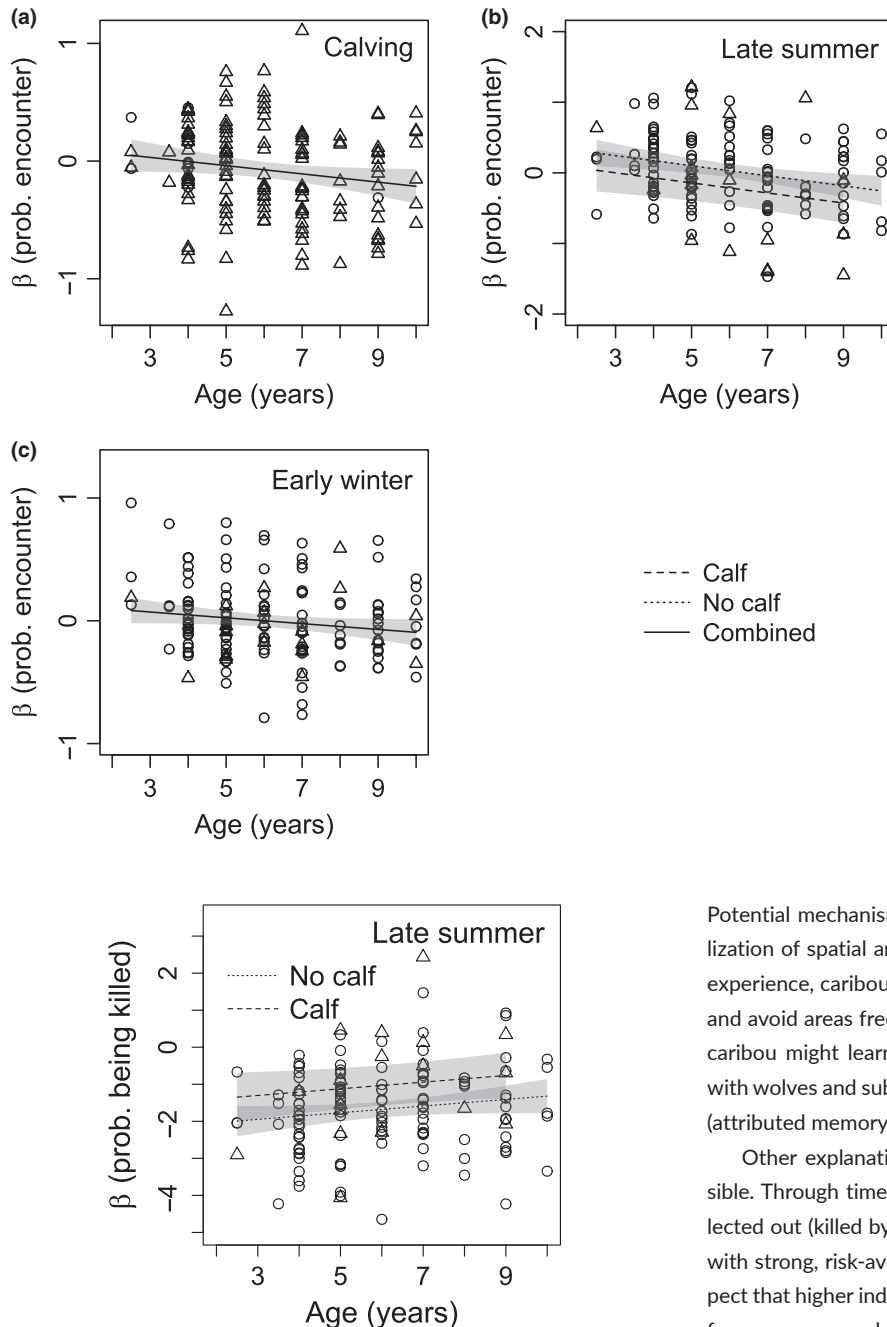 (a)
Calving
1
0
−1
β (prob. encounter)
3 5 7 9
Age (years)
(b)
Late summer
2
0
−2
β (prob. encounter)
3 5 7 9
Age (years)
(c)
Early winter
1
0
−1
β (prob. encounter)
3 5 7 9
Age (years)
Calf
No calf
Combined
Late summer
No calf
Calf
2
0
−2
−4
β (prob. being killed)
3 5 7 9
Age (years)
Potential mechanism
lization of spatial ar
experience, caribou
and avoid areas fre
caribou might learn
with wolves and sub
(attributed memory
Other explanati
sible. Through time
lected out (killed by
with strong, risk-av
pect that higher ind